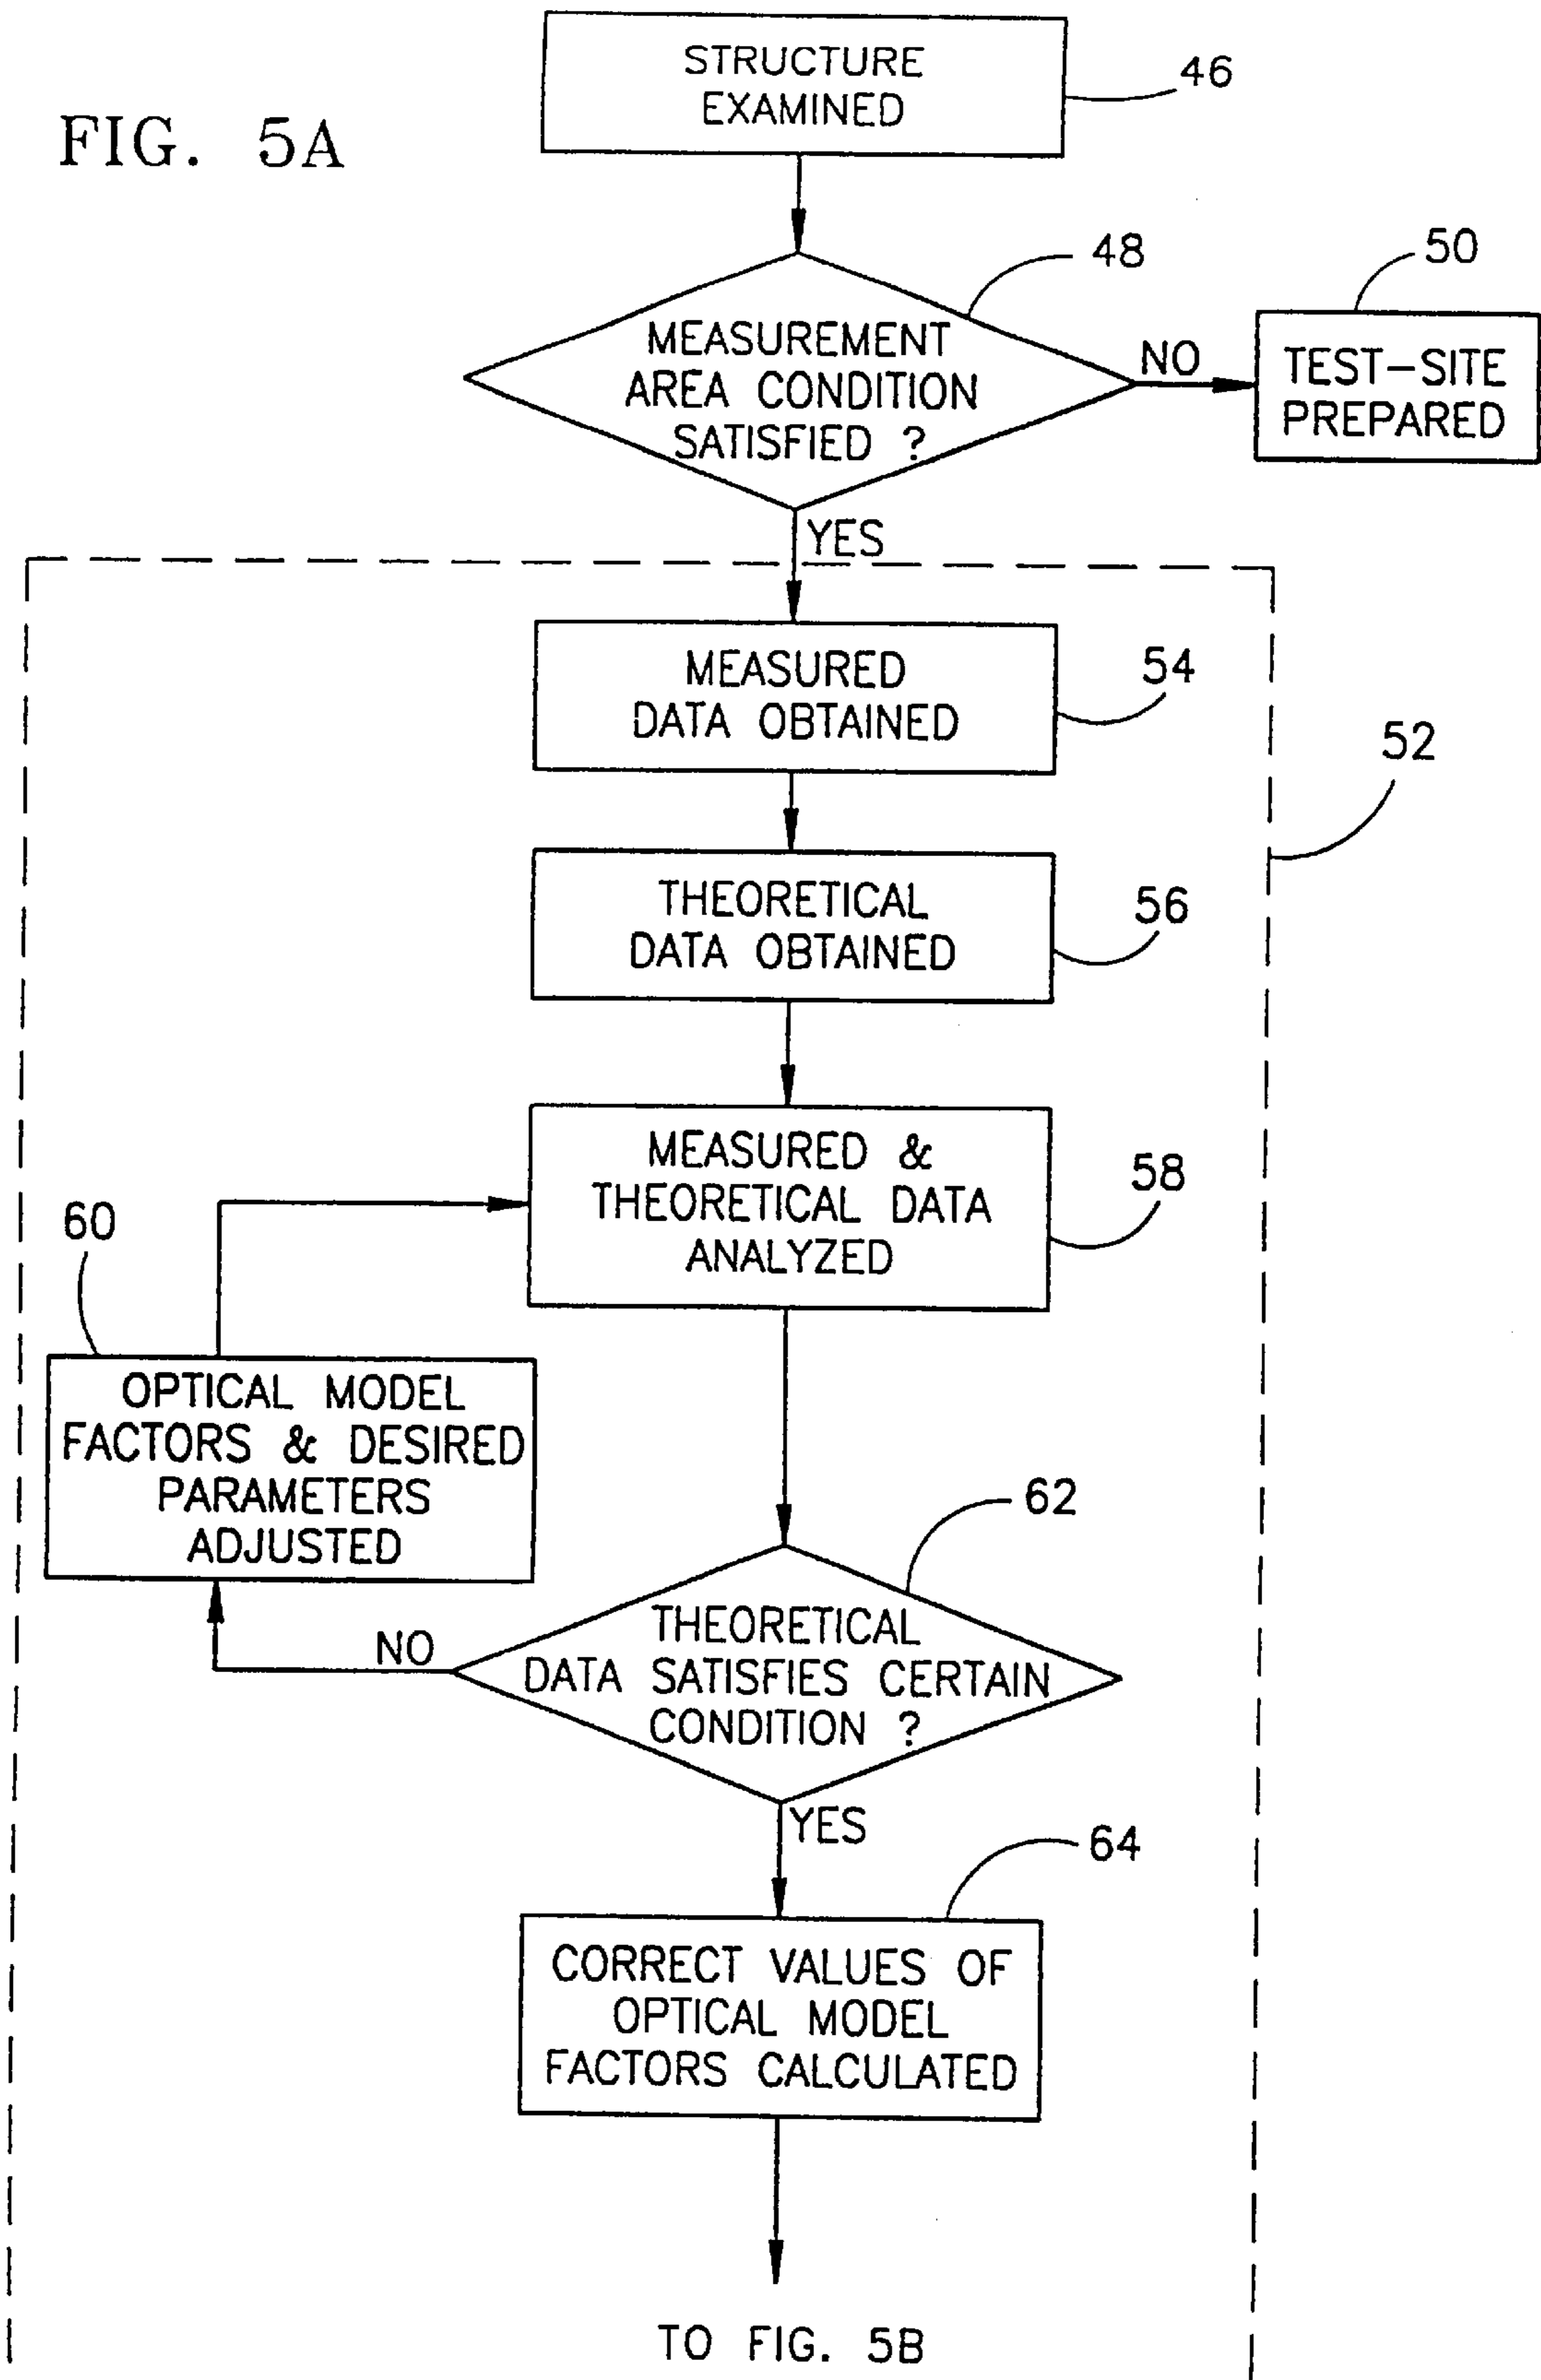 FIG. 5A
STRUCTURE
EXAMINED
46
48
MEASUREMENT
AREA CONDITION
SATISFIED ?
NO
50
TEST-SITE
PREPARED
YES
52
MEASURED
DATA OBTAINED
54
THEORETICAL
DATA OBTAINED
56
MEASURED &
THEORETICAL DATA
ANALYZED
58
60
OPTICAL MODEL
FACTORS & DESIRED
PARAMETERS
ADJUSTED
62
THEORETICAL
DATA SATISFIES CERTAIN
CONDITION ?
NO
YES
64
CORRECT VALUES OF
OPTICAL MODEL
FACTORS CALCULATED
TO FIG. 5B